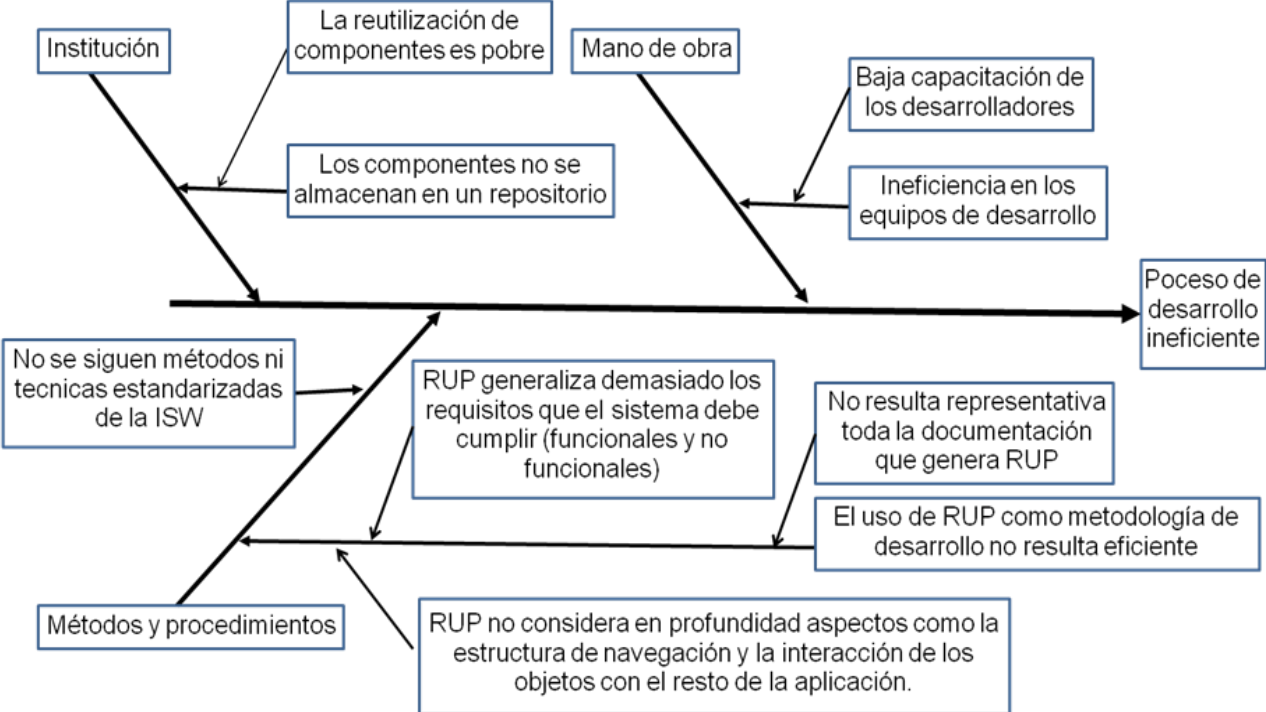 Institución
La reutilización de
componentes es pobre
Mano de obra
Baja capacitación de
los desarrolladores
Los componentes no se
almacenan en un repositorio
Ineficiencia en los
equipos de desarrollo
Poceso de
desarrollo
ineficiente
No se siguen métodos ni
tecnicas estandarizadas
de la ISW
RUP generaliza demasiado los
requisitos que el sistema debe
cumplir (funcionales y no
funcionales)
No resulta representativa
toda la documentación
que genera RUP
El uso de RUP como metodología de
desarrollo no resulta eficiente
Métodos y procedimientos
RUP no considera en profundidad aspectos como la
estructura de navegación y la interacción de los
objetos con el resto de la aplicación.